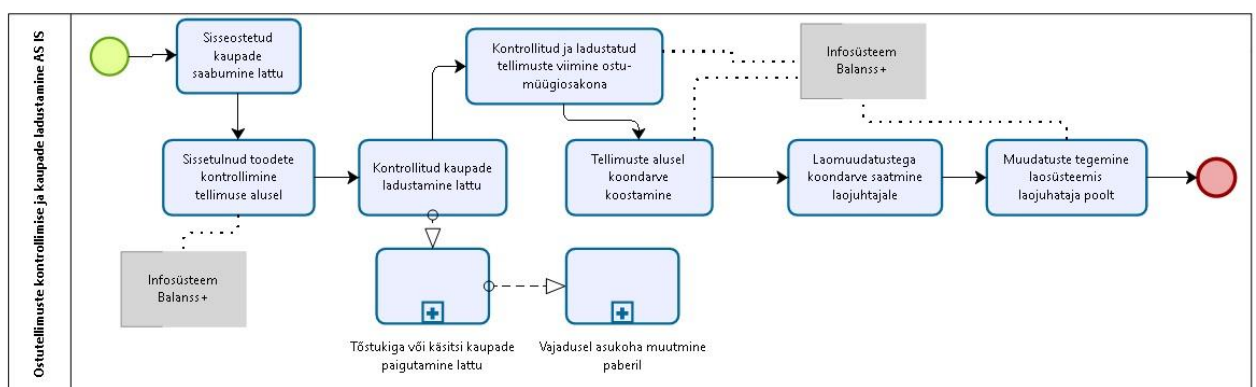 Ostutellimuste kontrollimise ja kaupade ladustamine AS IS
Sisseostetud
kaupade
saabumine lattu
Sissetulnud toodete
kontrollimine
tellimuse alusel
Infosüsteem
Balanss+
Kontrollitud kaupade
ladustamine lattu
Tõstukiga või käsitsi kaupade
paigutamine lattu
Vajadusel asukoha muutmine
paberil
Kontrollitud ja ladustatud
tellimuste viimine ostu-
müügiosakona
Tellimuste alusel
koondarve
koostamine
Infosüsteem
Balanss+
Laomuudatustega
koondarve saatmine
laojuhtajale
Muudatuste tegemine
laosüsteemis
laojuhataja poolt